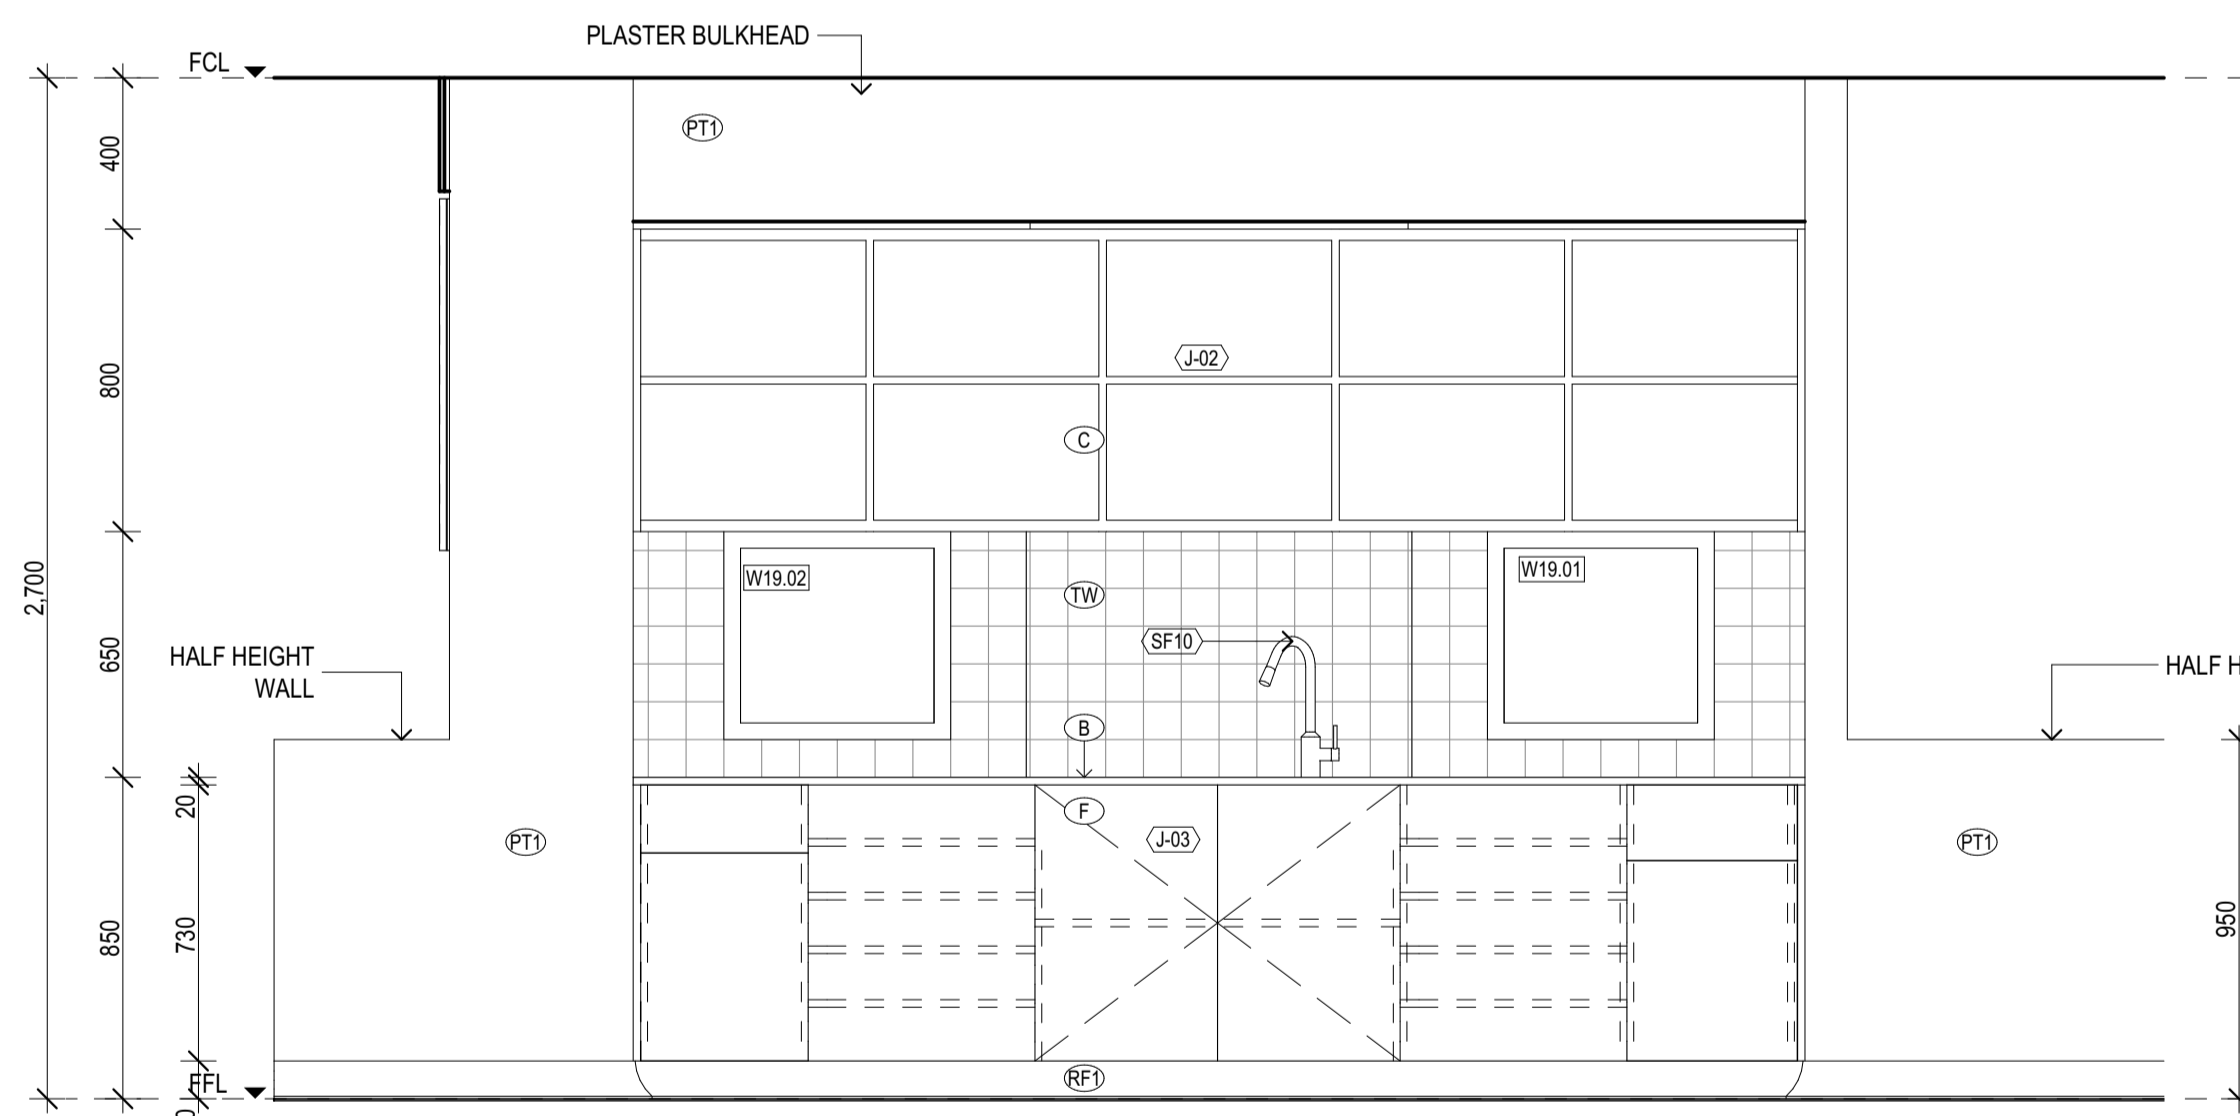 PLASTER BULKHEAD
FCL
PT1
400
J-02
800
C
W19.02
W19.01
TW
2,700
SF10
HALF HEIGHT
WALL
650
HALF H
B
20
F
J-03
PT1
PT1
850
730
950
RF1
FFL